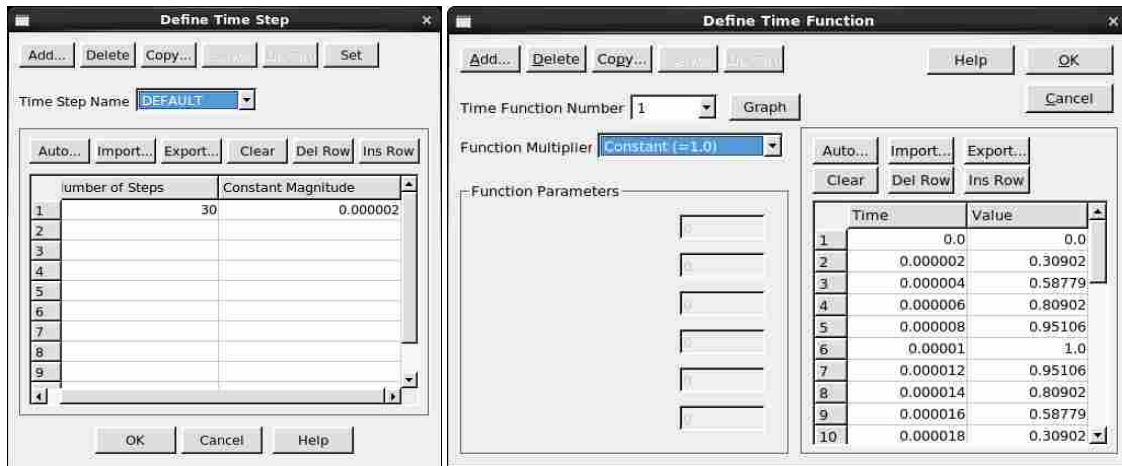 Define Time Step
Add... Delete Copy... Set
Time Step Name DEFAULT
Auto... Import... Export... Clear Del Row Ins Row
umber of Steps Constant Magnitude
1 30 0.000002
2
3
4
5
6
7
8
9
OK Cancel Help
Define Time Function
Add... Delete Copy... Help OK
Cancel
Time Function Number 1 Graph
Function Multiplier Constant (=1.0)
Function Parameters
0
0
0
0
0
0
Auto... Import... Export...
Clear Del Row Ins Row
Time Value
1 0.0 0.0
2 0.000002 0.30902
3 0.000004 0.58779
4 0.000006 0.80902
5 0.000008 0.95106
6 0.00001 1.0
7 0.000012 0.95106
8 0.000014 0.80902
9 0.000016 0.58779
10 0.000018 0.30902